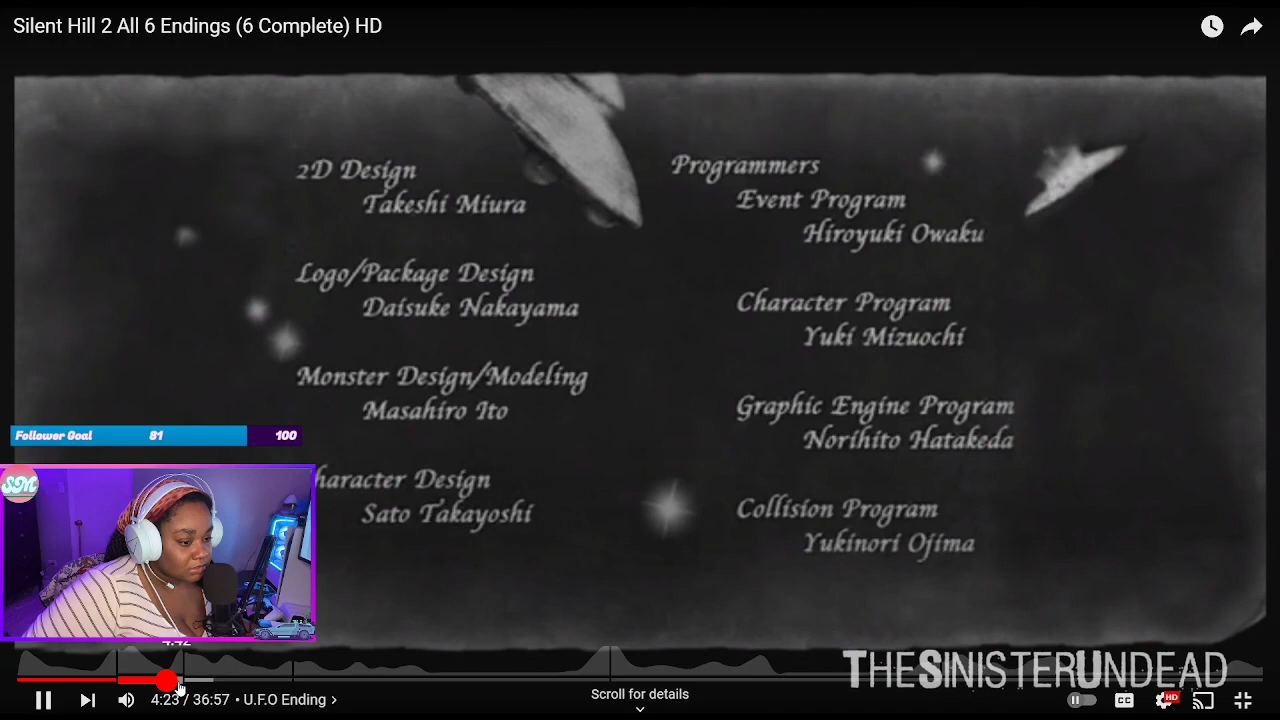 Silent Hill 2 All 6 Endings (6 Complete) HD
2D Design
Takeshi Miura
Logo/Package Design
Daisuke Nakayama
Monster Design/Modeling
Masahiro Ito
haracter Design
Sato Takayoshi
Programmers
Event Program
Hiroyuki Owaku
Character Program
Yuki Mizuochi
Graphic Engine Program
Norihito Hatakeda
Collision Program
Yukinori Ojima
Follower Goal 81 100
SM
THESINISTERUNDEAD
4:23 / 36:57 • U.F.O Ending >
Scroll for details
CC
HD